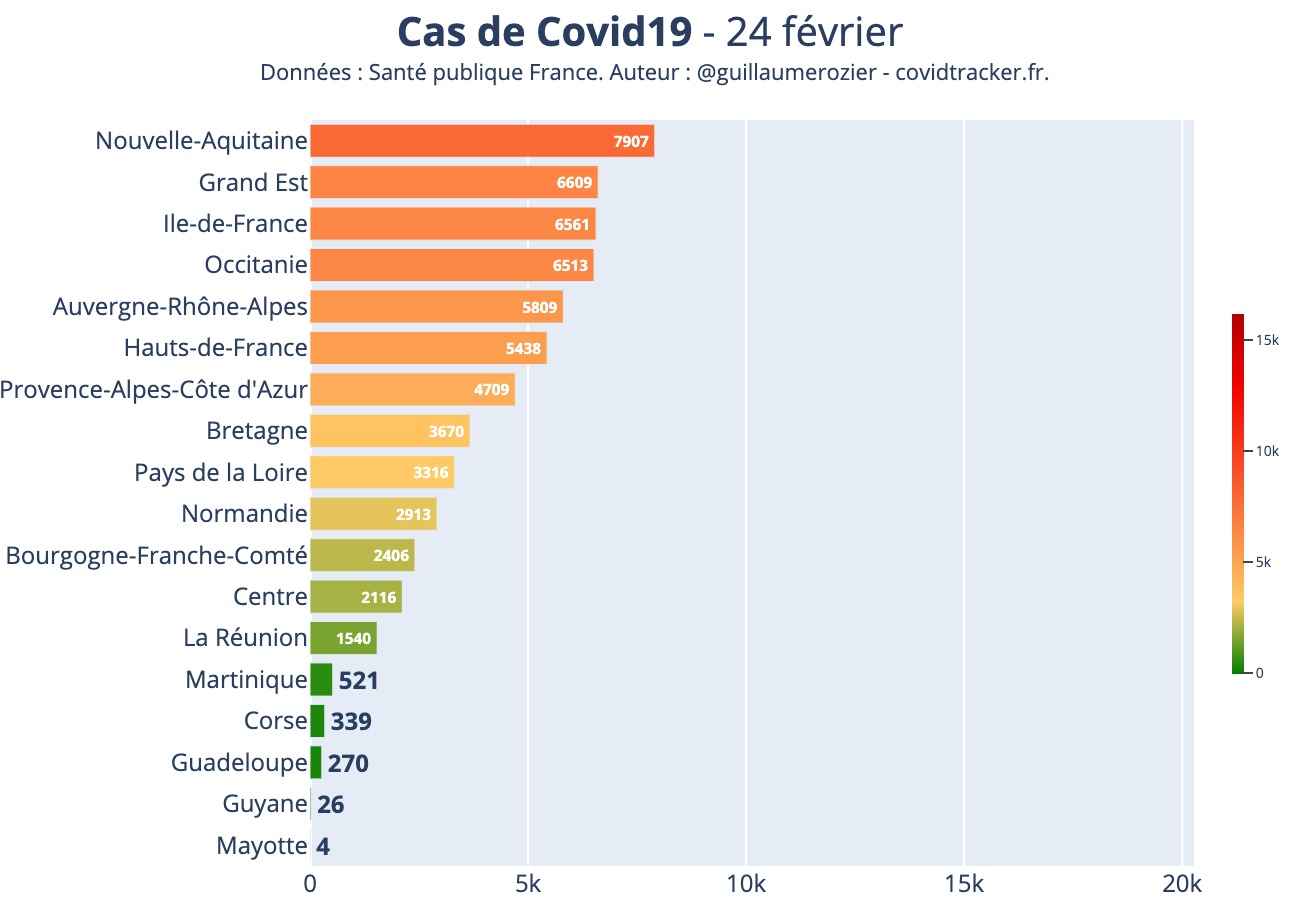 Cas de Covid19 - 24 février
Données : Santé publique France. Auteur : @guillaumerozier - covidtracker.fr.
Nouvelle-Aquitaine 7907
Grand Est 6609
Ile-de-France 6561
Occitanie 6513
Auvergne-Rhône-Alpes 5809
Hauts-de-France 5438
Provence-Alpes-Côte d'Azur 4709
Bretagne 3670
Pays de la Loire 3316
Normandie 2913
Bourgogne-Franche-Comté 2406
Centre 2116
La Réunion 1540
Martinique 521
Corse 339
Guadeloupe 270
Guyane 26
Mayotte 4
0 5k 10k 15k 20k
15k
10k
5k
0